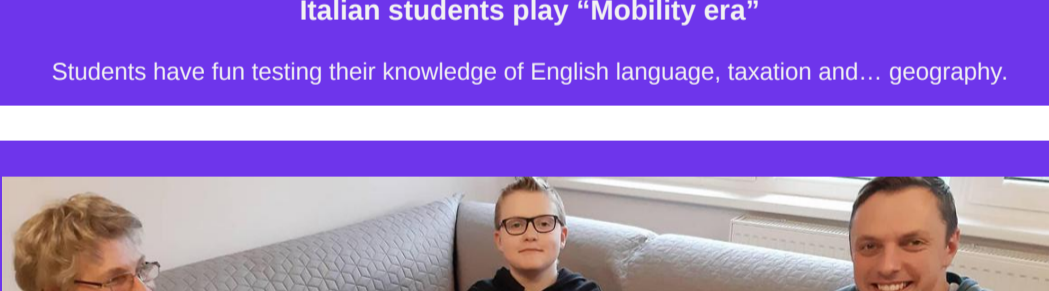 Italian students play “Mobility era”
Students have fun testing their knowledge of English language, taxation and… geography.